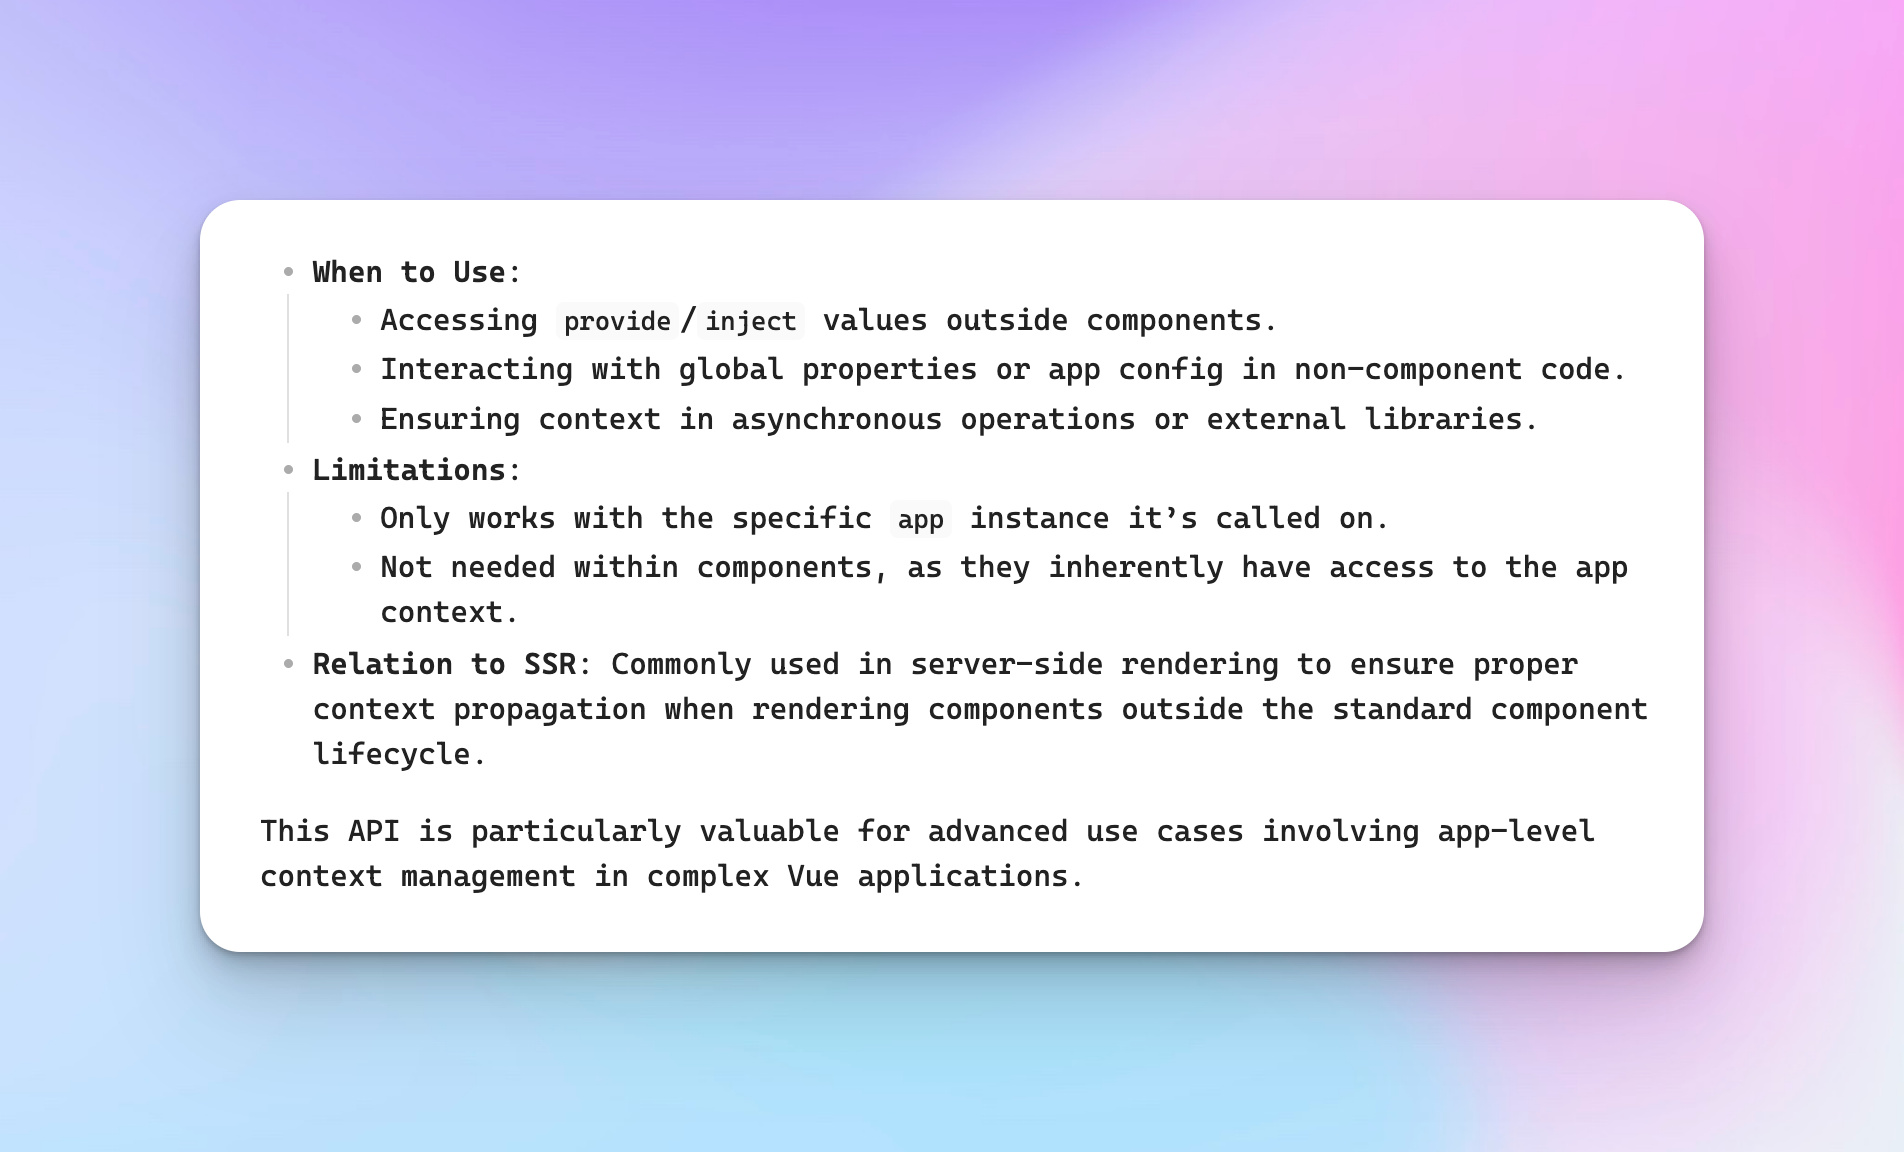 When to Use:
Accessing provide/inject values outside components.
Interacting with global properties or app config in non-component code.
Ensuring context in asynchronous operations or external libraries.
Limitations:
Only works with the specific app instance it’s called on.
Not needed within components, as they inherently have access to the app
context.
Relation to SSR: Commonly used in server-side rendering to ensure proper
context propagation when rendering components outside the standard component
lifecycle.
This API is particularly valuable for advanced use cases involving app-level
context management in complex Vue applications.